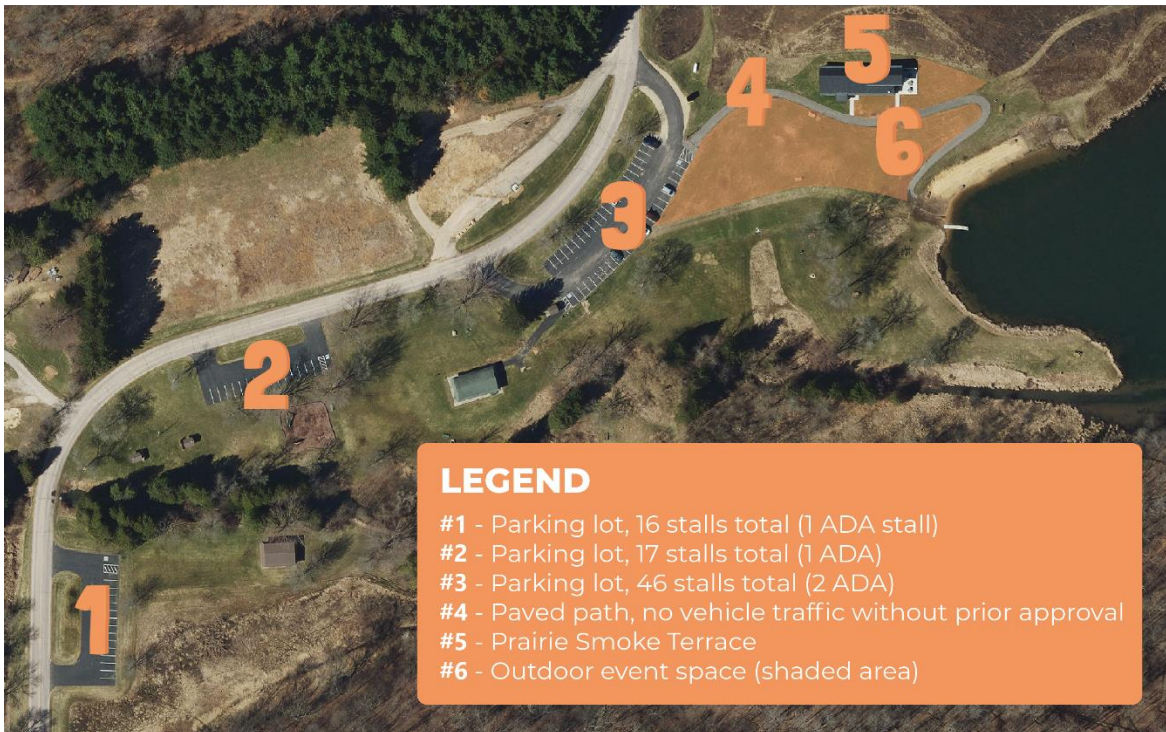 5
4
6
3
2
1
LEGEND
#1 - Parking lot, 16 stalls total (1 ADA stall)
#2 - Parking lot, 17 stalls total (1 ADA)
#3 - Parking lot, 46 stalls total (2 ADA)
#4 - Paved path, no vehicle traffic without prior approval
#5 - Prairie Smoke Terrace
#6 - Outdoor event space (shaded area)